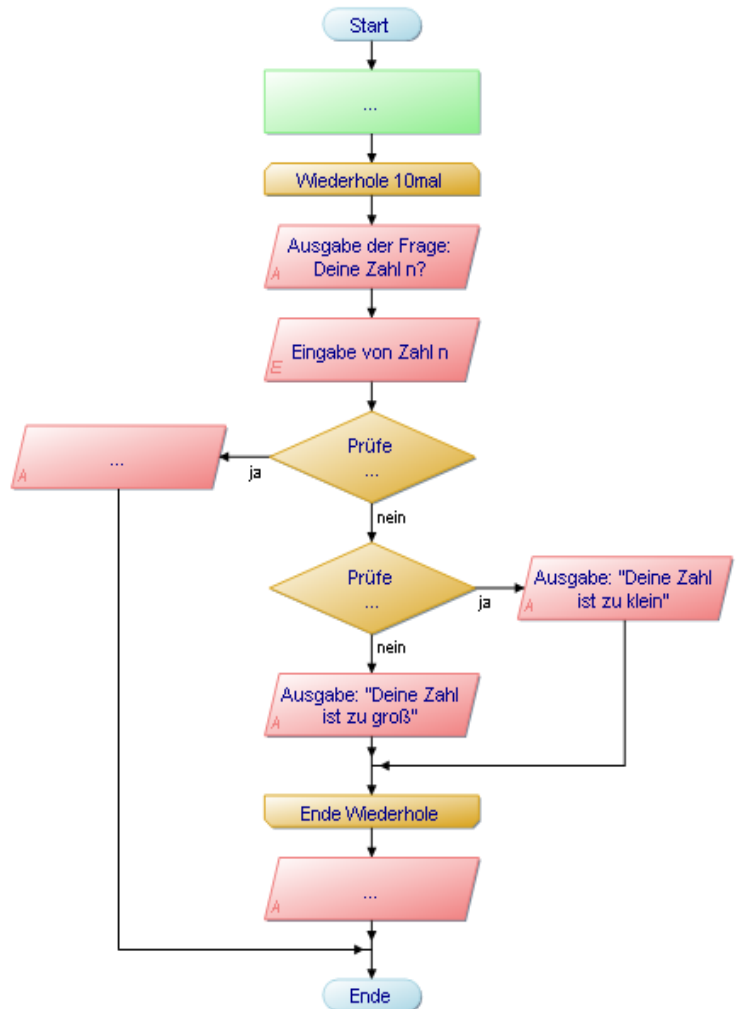 Start
...
Wiederhole 10mal
Ausgabe der Frage:
Deine Zahl n?
A
Eingabe von Zahl n
E
Prüfe
...
ja
...
A
nein
Prüfe
...
ja
Ausgabe: "Deine Zahl
ist zu klein"
A
nein
Ausgabe: "Deine Zahl
ist zu groß"
A
Ende Wiederhole
...
A
Ende